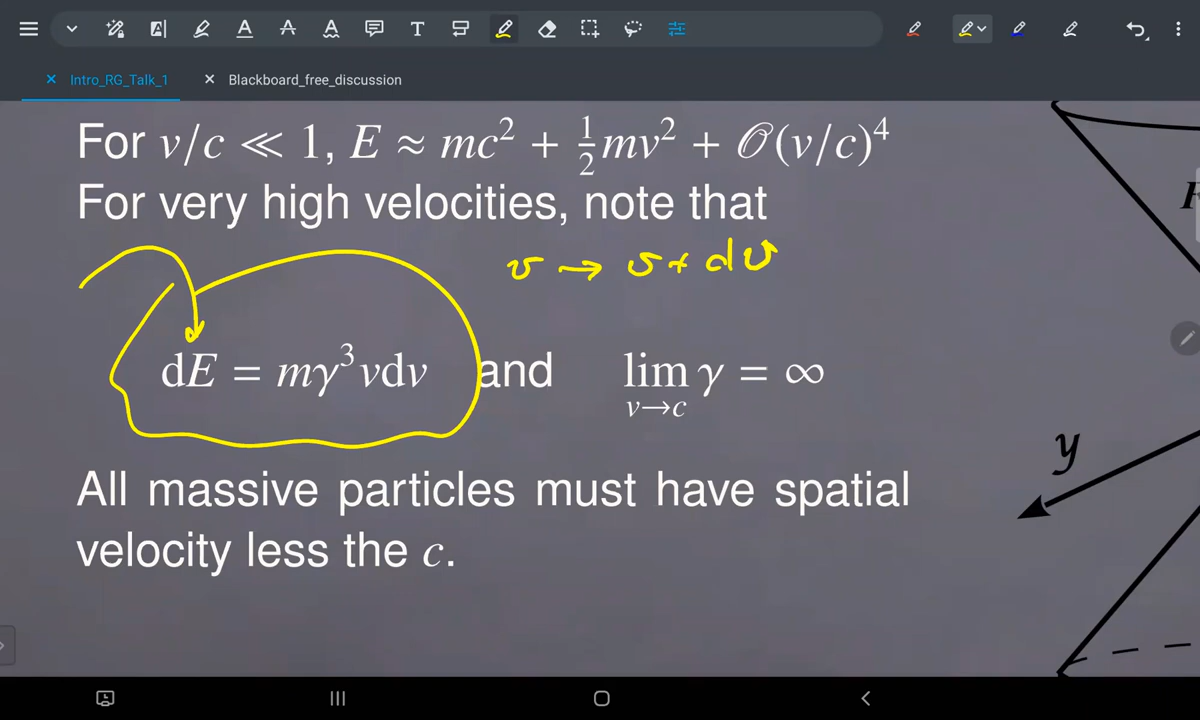 Intro_RG_Talk_1
Blackboard_free_discussion
For v/c ≪ 1, E ≈ mc² + ½mv² + 𝒪(v/c)⁴
For very high velocities, note that
v → v + dv
dE = mγ³vdv and lim γ = ∞
v→c
All massive particles must have spatial
velocity less the c.
y